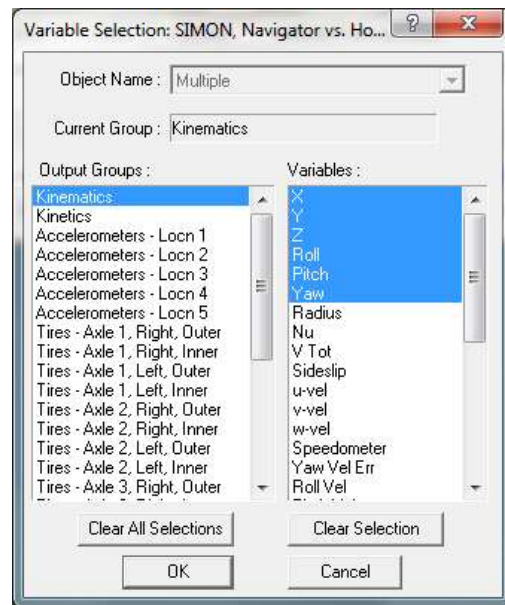 Variable Selection: SIMON, Navigator vs. Ho...
Object Name : Multiple
Current Group : Kinematics
Output Groups :
Kinematics
Kinetics
Accelerometers - Locn 1
Accelerometers - Locn 2
Accelerometers - Locn 3
Accelerometers - Locn 4
Accelerometers - Locn 5
Tires - Axle 1, Right, Outer
Tires - Axle 1, Right, Inner
Tires - Axle 1, Left, Outer
Tires - Axle 1, Left, Inner
Tires - Axle 2, Right, Outer
Tires - Axle 2, Right, Inner
Tires - Axle 2, Left, Outer
Tires - Axle 2, Left, Inner
Tires - Axle 3, Right, Outer
Variables :
X
Y
Z
Roll
Pitch
Yaw
Radius
Nu
V Tot
Sideslip
u-vel
v-vel
w-vel
Speedometer
Yaw Vel Err
Roll Vel
Clear All Selections
Clear Selection
OK
Cancel